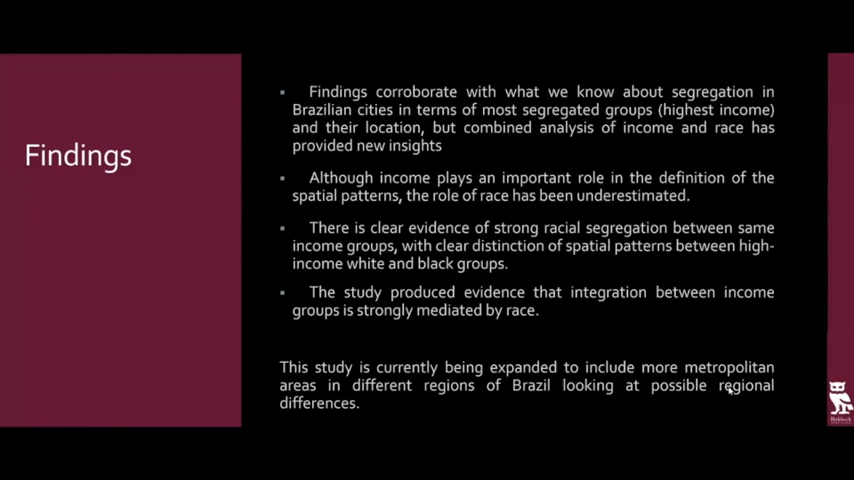 Findings
▪ Findings corroborate with what we know about segregation in
Brazilian cities in terms of most segregated groups (highest income)
and their location, but combined analysis of income and race has
provided new insights
▪ Although income plays an important role in the definition of the
spatial patterns, the role of race has been underestimated.
▪ There is clear evidence of strong racial segregation between same
income groups, with clear distinction of spatial patterns between high-
income white and black groups.
▪ The study produced evidence that integration between income
groups is strongly mediated by race.
This study is currently being expanded to include more metropolitan
areas in different regions of Brazil looking at possible regional
differences.